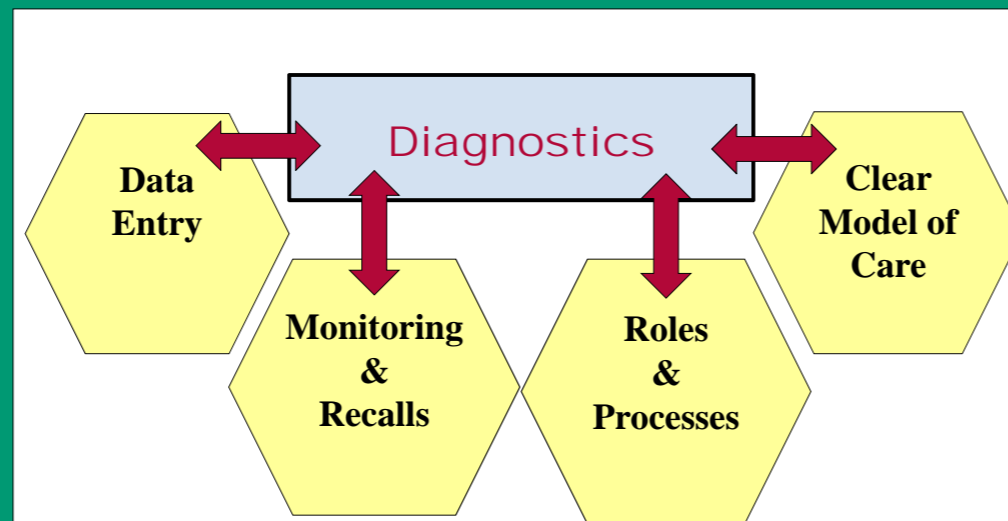 Diagnostics
Data
Entry
Monitoring
&
Recalls
Roles
&
Processes
Clear
Model of
Care